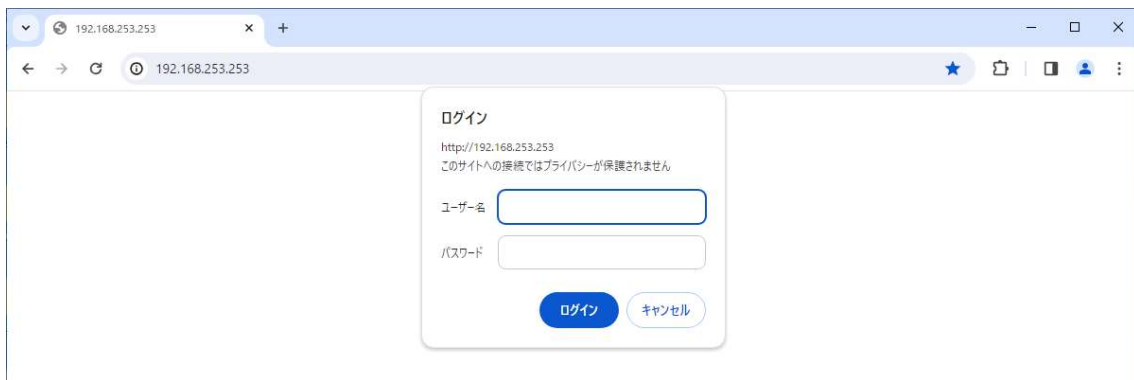 192.168.253.253
192.168.253.253
ログイン
http://192.168.253.253
このサイトへの接続ではプライバシーが保護されません
ユーザー名
パスワード
ログイン
キャンセル